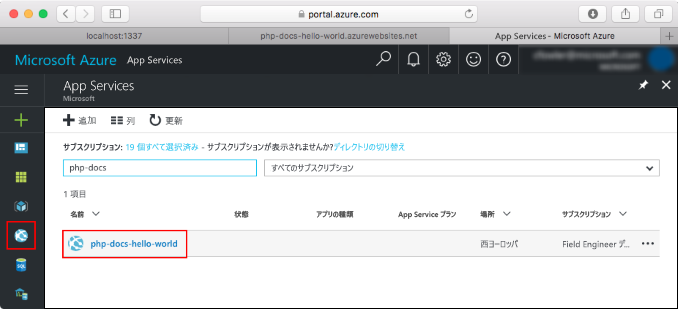 portal.azure.com
localhost:1337
php-docs-hello-world.azurewebsites.net
App Services - Microsoft Azure
Microsoft Azure App Services
App Services
Microsoft
追加 列 更新
サブスクリプション: 19 個すべて選択済み - サブスクリプションが表示されませんか?ディレクトリの切り替え
php-docs
すべてのサブスクリプション
1 項目
名前 状態 アプリの種類 App Service プラン 場所 サブスクリプション
php-docs-hello-world 西ヨーロッパ Field Engineer デ...
SQL